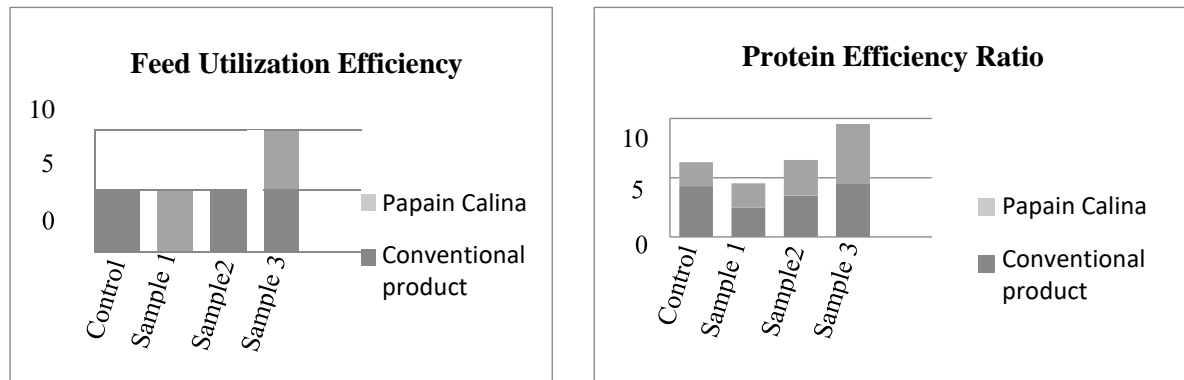 Feed Utilization Efficiency
10
5
0
Papain Calina
Conventional
product
Control
Sample 1
Sample2
Sample 3
Protein Efficiency Ratio
10
5
0
Papain Calina
Conventional
product
Control
Sample 1
Sample2
Sample 3